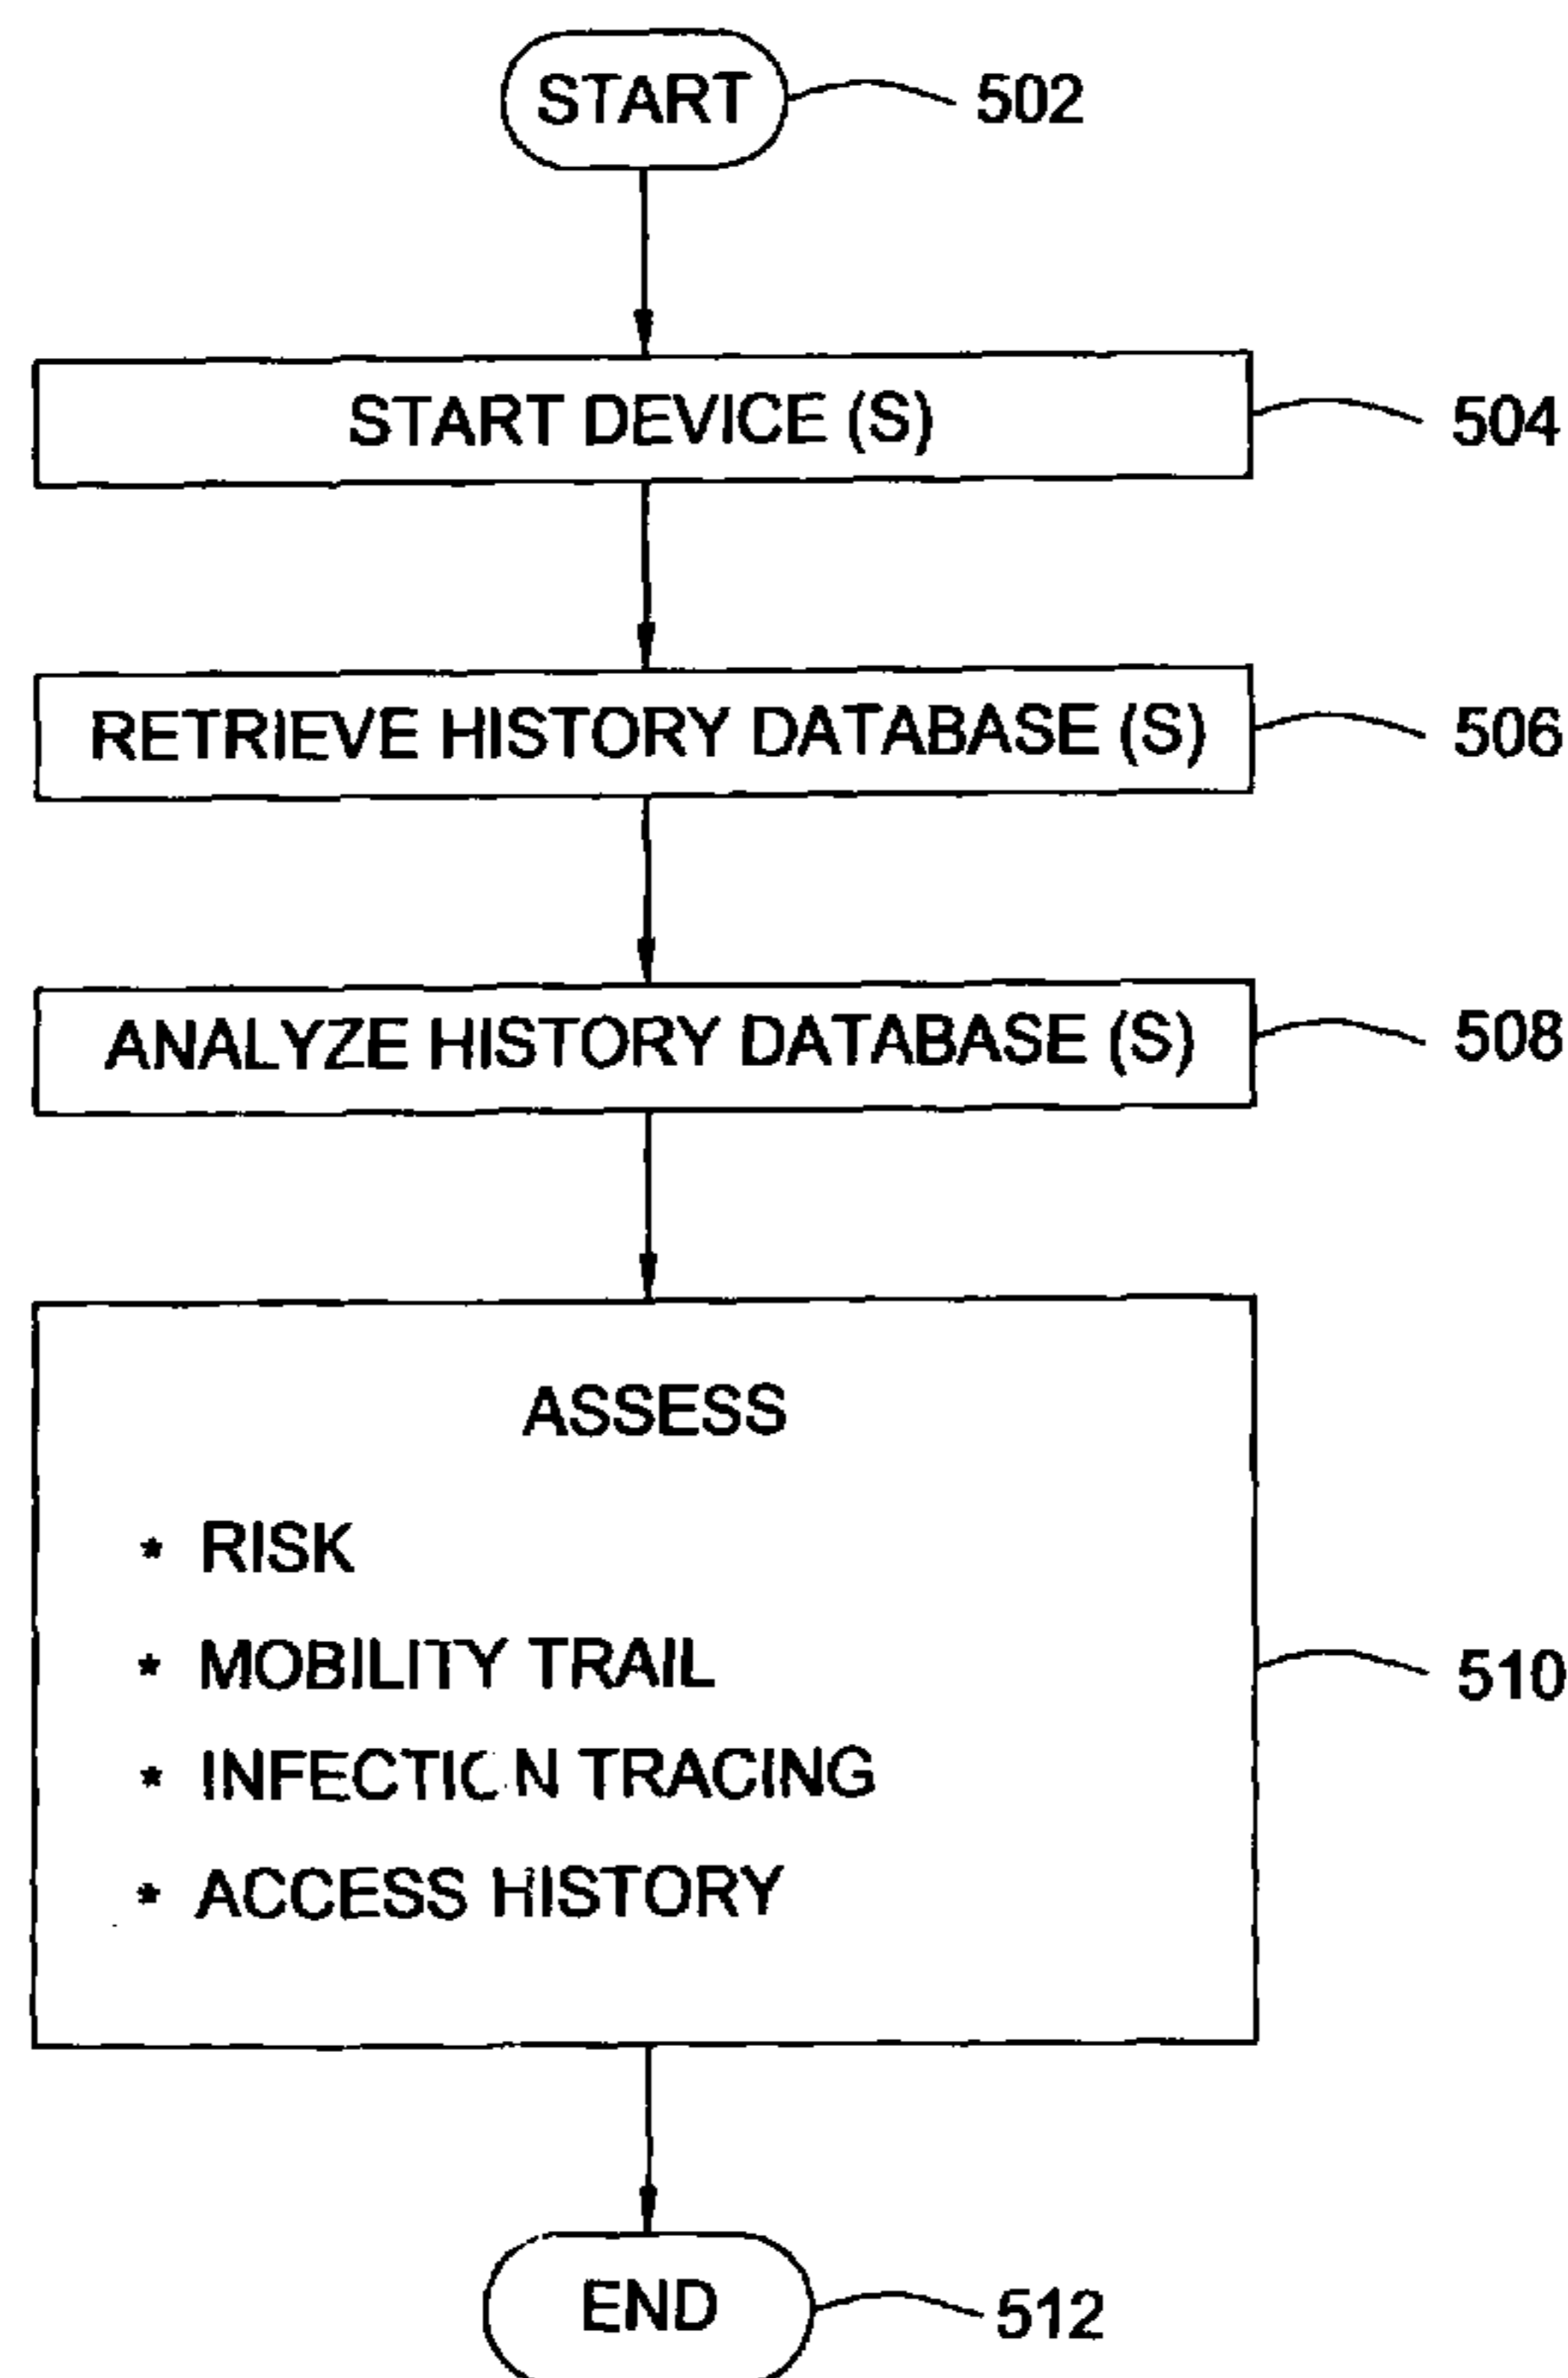 START 502
START DEVICE (S) 504
RETRIEVE HISTORY DATABASE (S) 506
ANALYZE HISTORY DATABASE (S) 508
ASSESS
* RISK
* MOBILITY TRAIL
510
* INFECTION TRACING
* ACCESS HISTORY
END 512